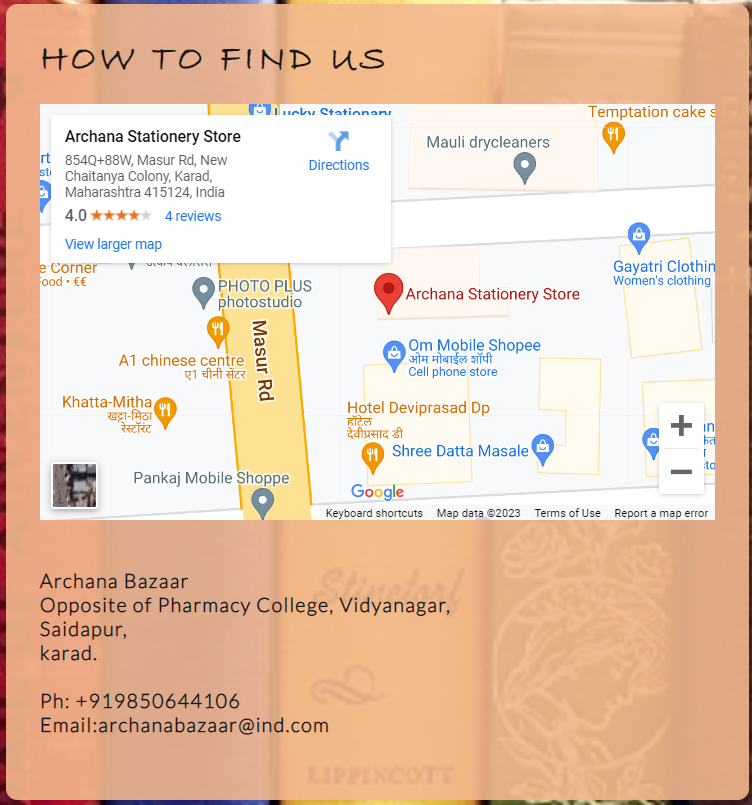 HOW TO FIND US
Lucky Stationary
Temptation cake s
Archana Stationery Store
854Q+88W, Masur Rd, New
Chaitanya Colony, Karad,
Maharashtra 415124, India
4.0
4 reviews
View larger map
Directions
Mauli drycleaners
e Corner
Food • €€
PHOTO PLUS
photostudio
Archana Stationery Store
Gayatri Clothin
Women's clothing
Masur Rd
A1 chinese centre
ए1 चीनी सेंटर
Om Mobile Shopee
ओम मोबाईल शॉपी
Cell phone store
Khatta-Mitha
खट्टा-मिठा
रेस्टॉरंट
Hotel Deviprasad Dp
हॉटेल
देवीप्रसाद डी
Shree Datta Masale
Pankaj Mobile Shoppe
Google
Keyboard shortcuts
Map data ©2023
Terms of Use
Report a map error
Archana Bazaar
Opposite of Pharmacy College, Vidyanagar,
Saidapur,
karad.
Ph: +919850644106
Email:archanabazaar@ind.com
LIPPINCOTT